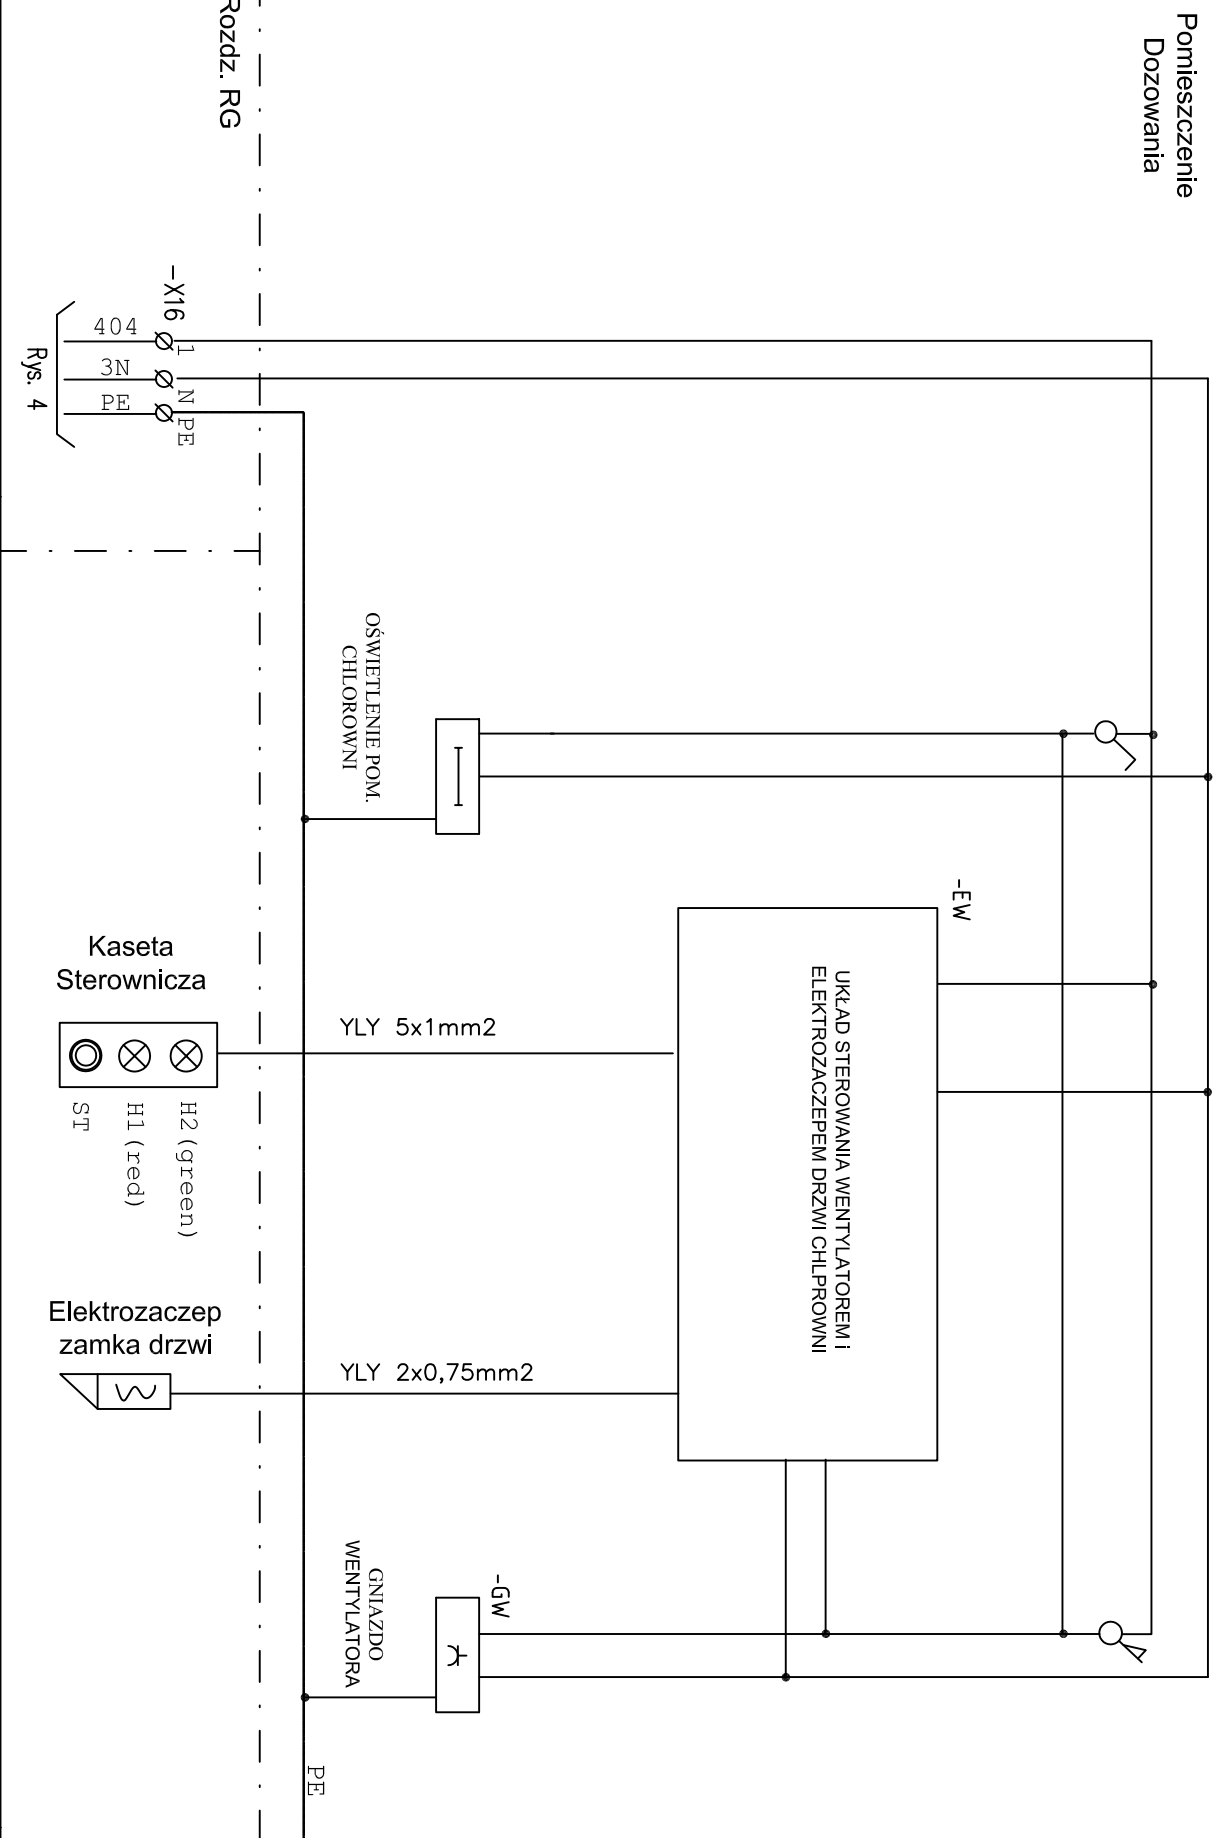 Pomieszczenie
Dozowania
Rozdz. RG
-X16
404
1
3N
N
PE
PE
Rys. 4
OŚWIETLENIE POM.
CHLOROWNI
-EW
UKŁAD STEROWANIA WENTYLATOREM i
ELEKTROZACZEPEM DRZWI CHLPROWNI
Kaseta
Sterownicza
YLY 5x1mm2
H2 (green)
H1 (red)
ST
Elektrozaczep
zamka drzwi
YLY 2x0,75mm2
-GW
GNIAZDO
WENTYLATORA
PE